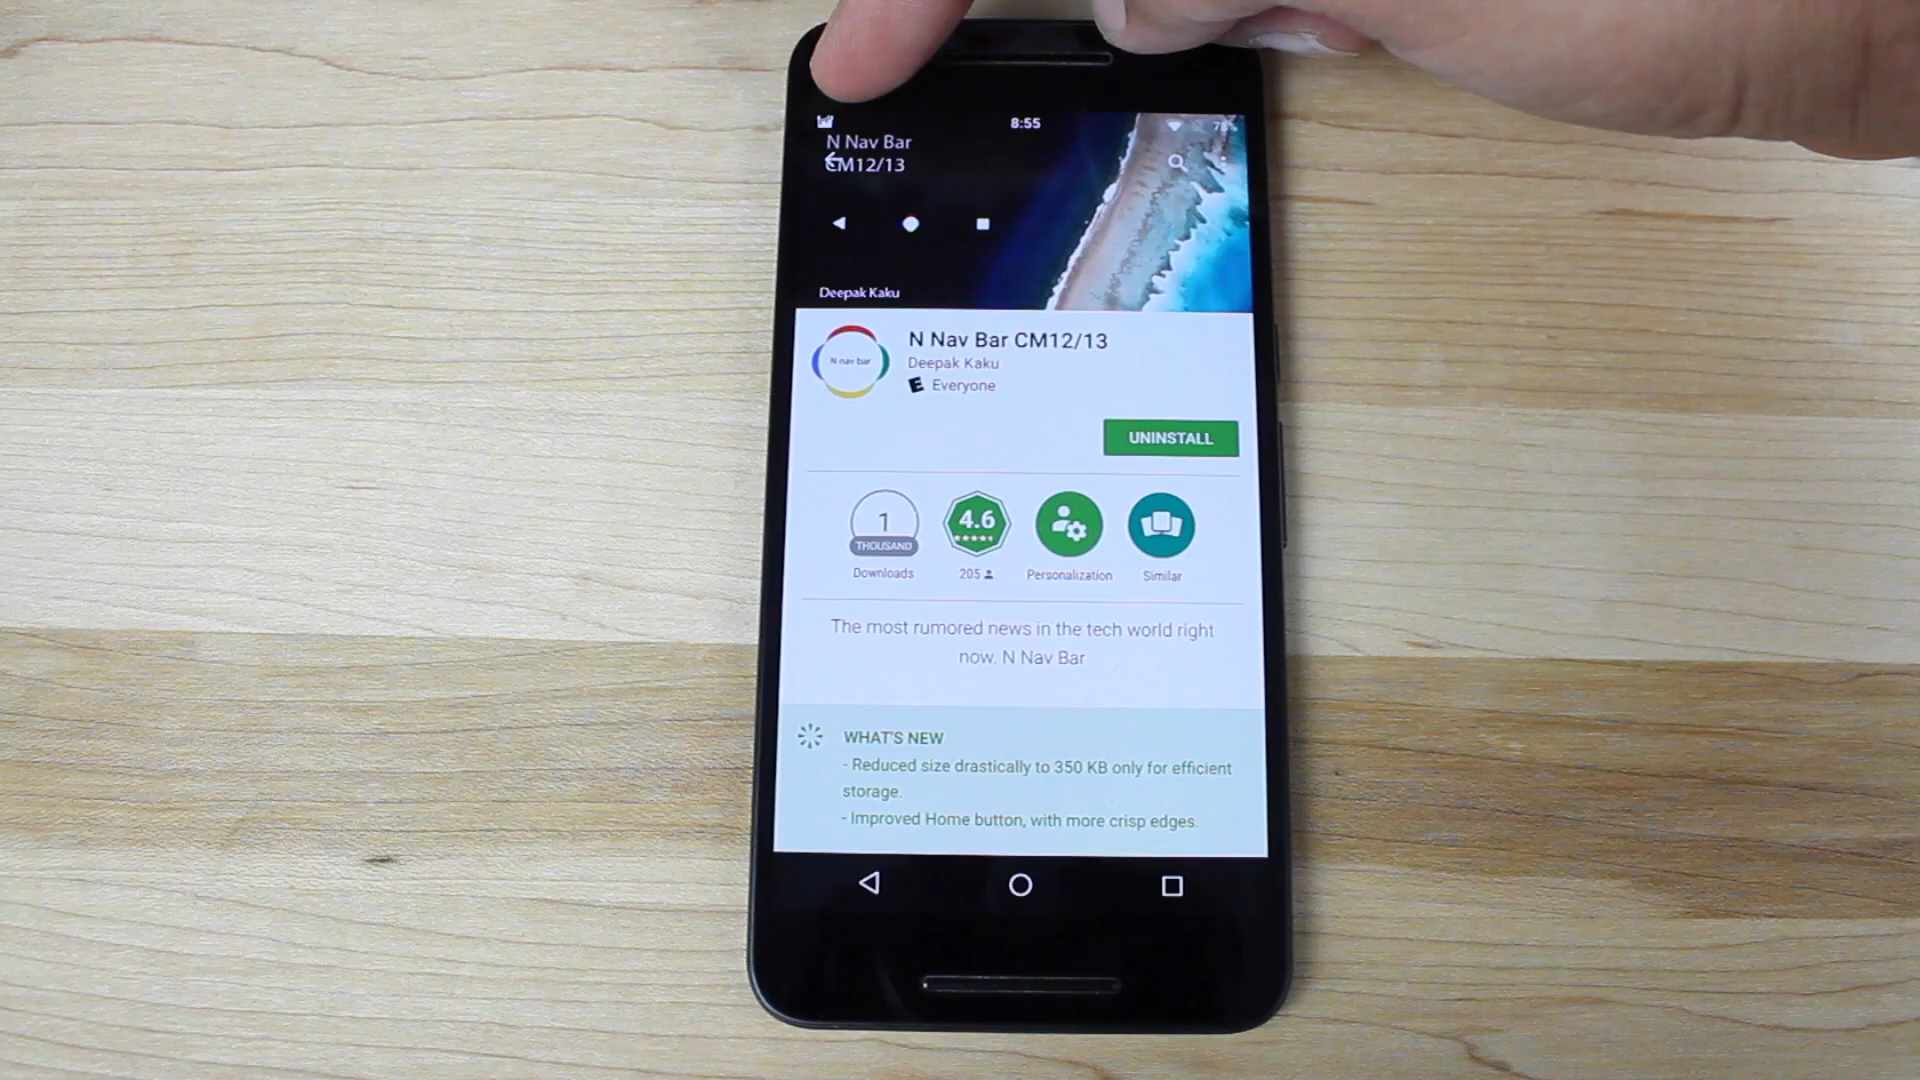 8:55
N Nav Bar
CM12/13
Deepak Kaku
N nav bar
N Nav Bar CM12/13
Deepak Kaku
E Everyone
UNINSTALL
1
THOUSAND
Downloads
4.6
205
Personalization
Similar
The most rumored news in the tech world right
now. N Nav Bar
WHAT'S NEW
- Reduced size drastically to 350 KB only for efficient
storage.
- Improved Home button, with more crisp edges.